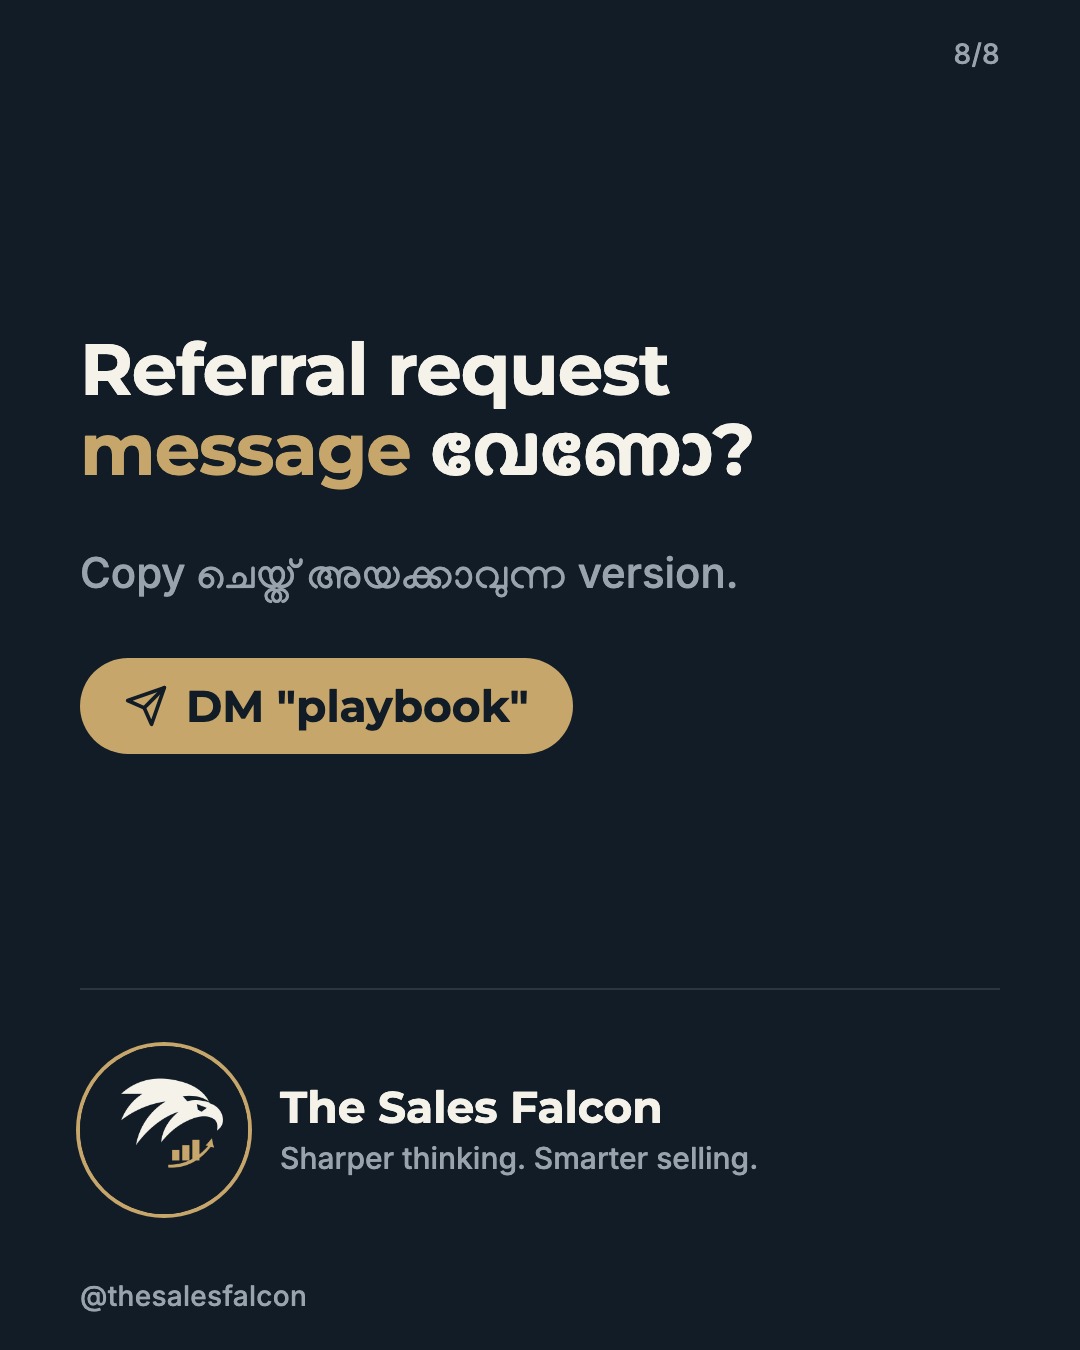 8/8
Referral request
message വേണോ?
Copy ചെയ്ത് അയക്കാവുന്ന version.
DM "playbook"
The Sales Falcon
Sharper thinking. Smarter selling.
@thesalesfalcon